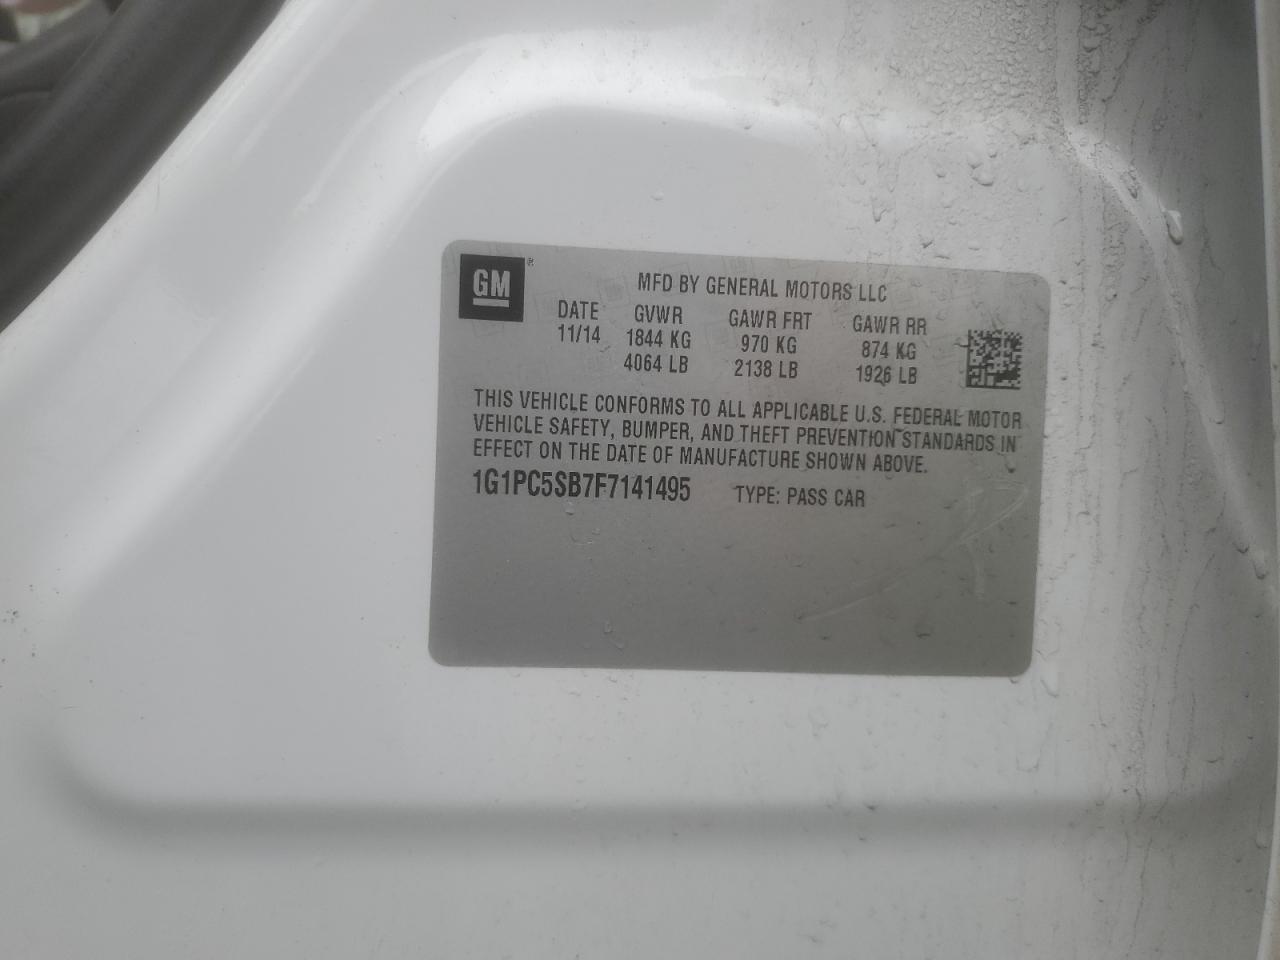 GM®
MFD BY GENERAL MOTORS LLC
DATE GVWR GAWR FRT GAWR RR
11/14 1844 KG 970 KG 874 KG
4064 LB 2138 LB 1926 LB
THIS VEHICLE CONFORMS TO ALL APPLICABLE U.S. FEDERAL MOTOR
VEHICLE SAFETY, BUMPER, AND THEFT PREVENTION STANDARDS IN
EFFECT ON THE DATE OF MANUFACTURE SHOWN ABOVE.
1G1PC5SB7F7141495 TYPE: PASS CAR